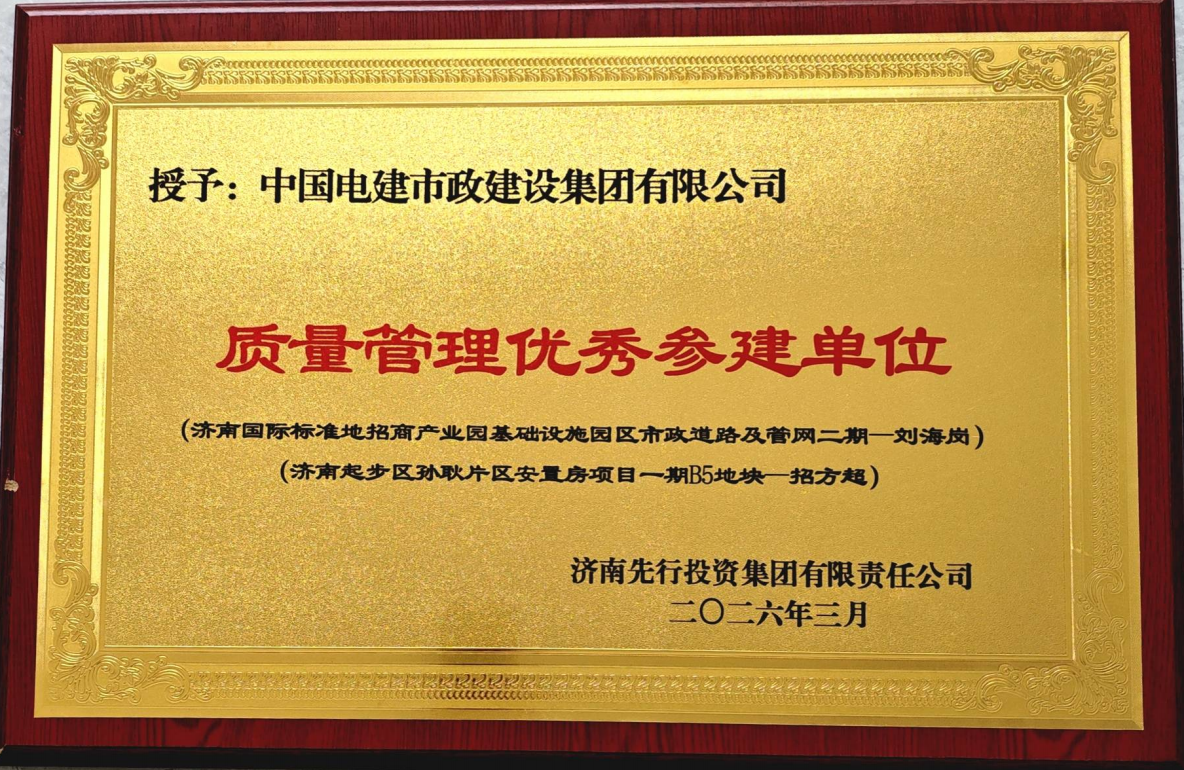 授予：中国电建市政建设集团有限公司
质量管理优秀参建单位
(济南国际标准地招商产业园基础设施园区市政道路及管网二期—刘海岗)
(济南起步区孙耿片区安置房项目一期B5地块—招方超)
济南先行投资集团有限责任公司
二〇二六年三月